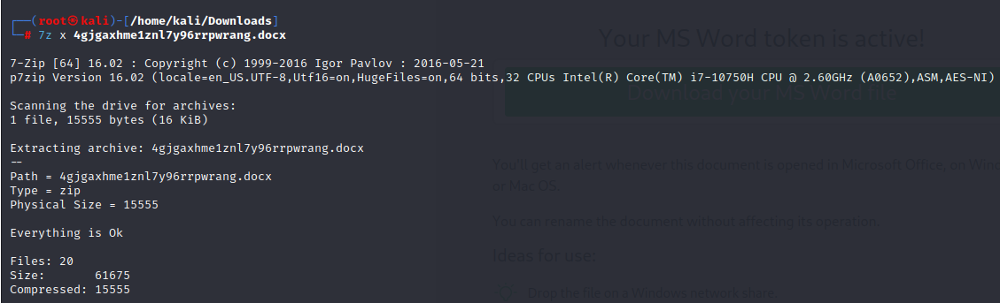 ┌──(root㉿kali)-[/home/kali/Downloads]
└─# 7z x 4gjgaxhme1znl7y96rrpwrang.docx
7-Zip [64] 16.02 : Copyright (c) 1999-2016 Igor Pavlov : 2016-05-21
p7zip Version 16.02 (locale=en_US.UTF-8,Utf16=on,HugeFiles=on,64 bits,32 CPUs Intel(R) Core(TM) i7-10750H CPU @ 2.60GHz (A0652),ASM,AES-NI)
Scanning the drive for archives:
1 file, 15555 bytes (16 KiB)
Extracting archive: 4gjgaxhme1znl7y96rrpwrang.docx
--
Path = 4gjgaxhme1znl7y96rrpwrang.docx
Type = zip
Physical Size = 15555
Everything is Ok
Files: 20
Size:       61675
Compressed: 15555
Your MS Word token is active!
Download your MS Word file
You'll get an alert whenever this document is opened in Microsoft Office, on Wind
or Mac OS.
You can rename the document without affecting its operation.
Ideas for use:
Drop the file on a Windows network share.